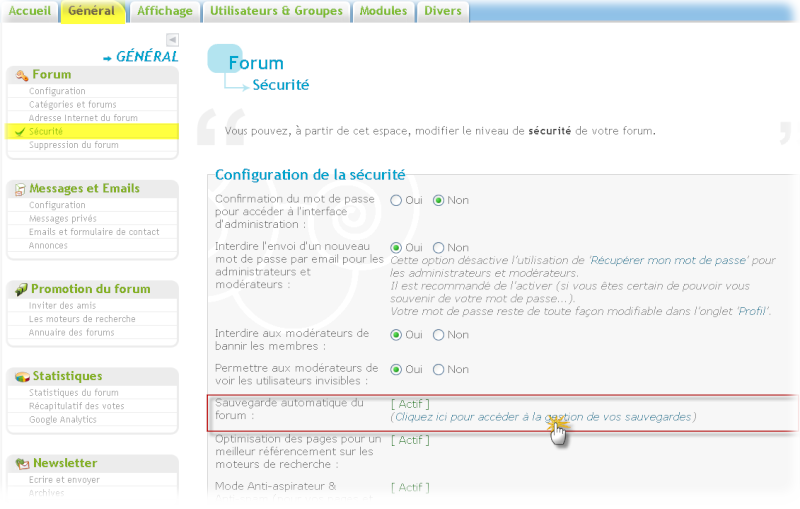 Accueil
Général
Affichage
Utilisateurs & Groupes
Modules
Divers
GÉNÉRAL
Forum
Configuration
Catégories et forums
Adresse internet du forum
Sécurité
Suppression du forum
Messages et Emails
Configuration
Messages privés
Emails et formulaire de contact
Annonces
Promotion du forum
Inviter des amis
Les moteurs de recherche
Annuaire des forums
Statistiques
Statistiques du forum
Récapitulatif des votes
Google Analytics
Newsletter
Ecrire et envoyer
Archives
Forum
Sécurité
Vous pouvez, à partir de cet espace, modifier le niveau de sécurité de votre forum.
Configuration de la sécurité
Confirmation du mot de passe
pour accéder à l'interface
d'administration :
Oui Non
Interdire l'envoi d'un nouveau
mot de passe par email pour les
administrateurs et
modérateurs :
Oui Non
Cette option désactive l'utilisation de 'Récupérer mon mot de passe' pour
les administrateurs et modérateurs.
Il est recommandé de l'activer (si vous êtes certain de pouvoir vous
souvenir de votre mot de passe...).
Votre mot de passe reste de toute façon modifiable dans l'onglet 'Profil'.
Interdire aux modérateurs de
bannir les membres :
Oui Non
Permettre aux modérateurs de
voir les utilisateurs invisibles :
Oui Non
Sauvegarde automatique du
forum :
[ Actif ]
(Cliquez ici pour accéder à la gestion de vos sauvegardes)
Optimisation des pages pour un
meilleur référencement sur les
moteurs de recherche :
[ Actif ]
Mode Anti-aspirateur &
[ Actif ]